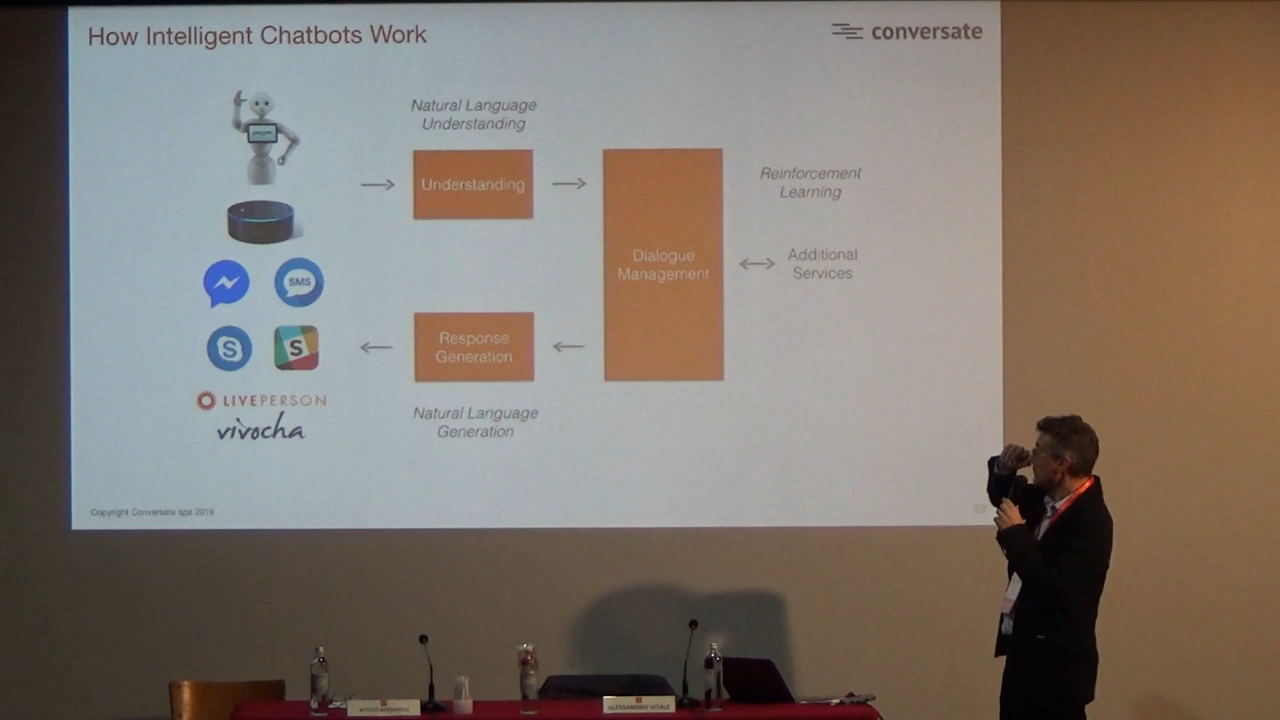 How Intelligent Chatbots Work
conversate
Natural Language
Understanding
pepper
Understanding
Reinforcement
Learning
Dialogue
Management
Additional
Services
SMS
Response
Generation
S
S
LIVEPERSON
vivocha
Natural Language
Generation
Copyright Conversate spa 2019
ALESSANDRO VITALE